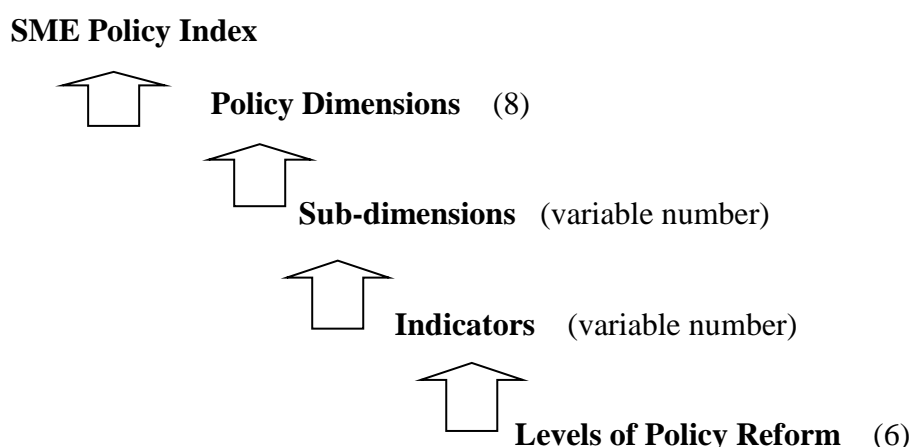 SME Policy Index
Policy Dimensions (8)
Sub-dimensions (variable number)
Indicators (variable number)
Levels of Policy Reform (6)